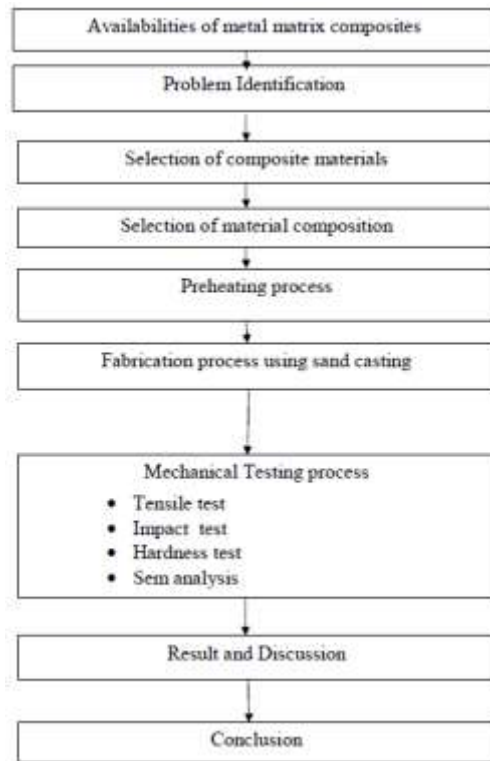 Availabilities of metal matrix composites
Problem Identification
Selection of composite materials
Selection of material composition
Preheating process
Fabrication process using sand casting
Mechanical Testing process
• Tensile test
• Impact test
• Hardness test
• Sem analysis
Result and Discussion
Conclusion